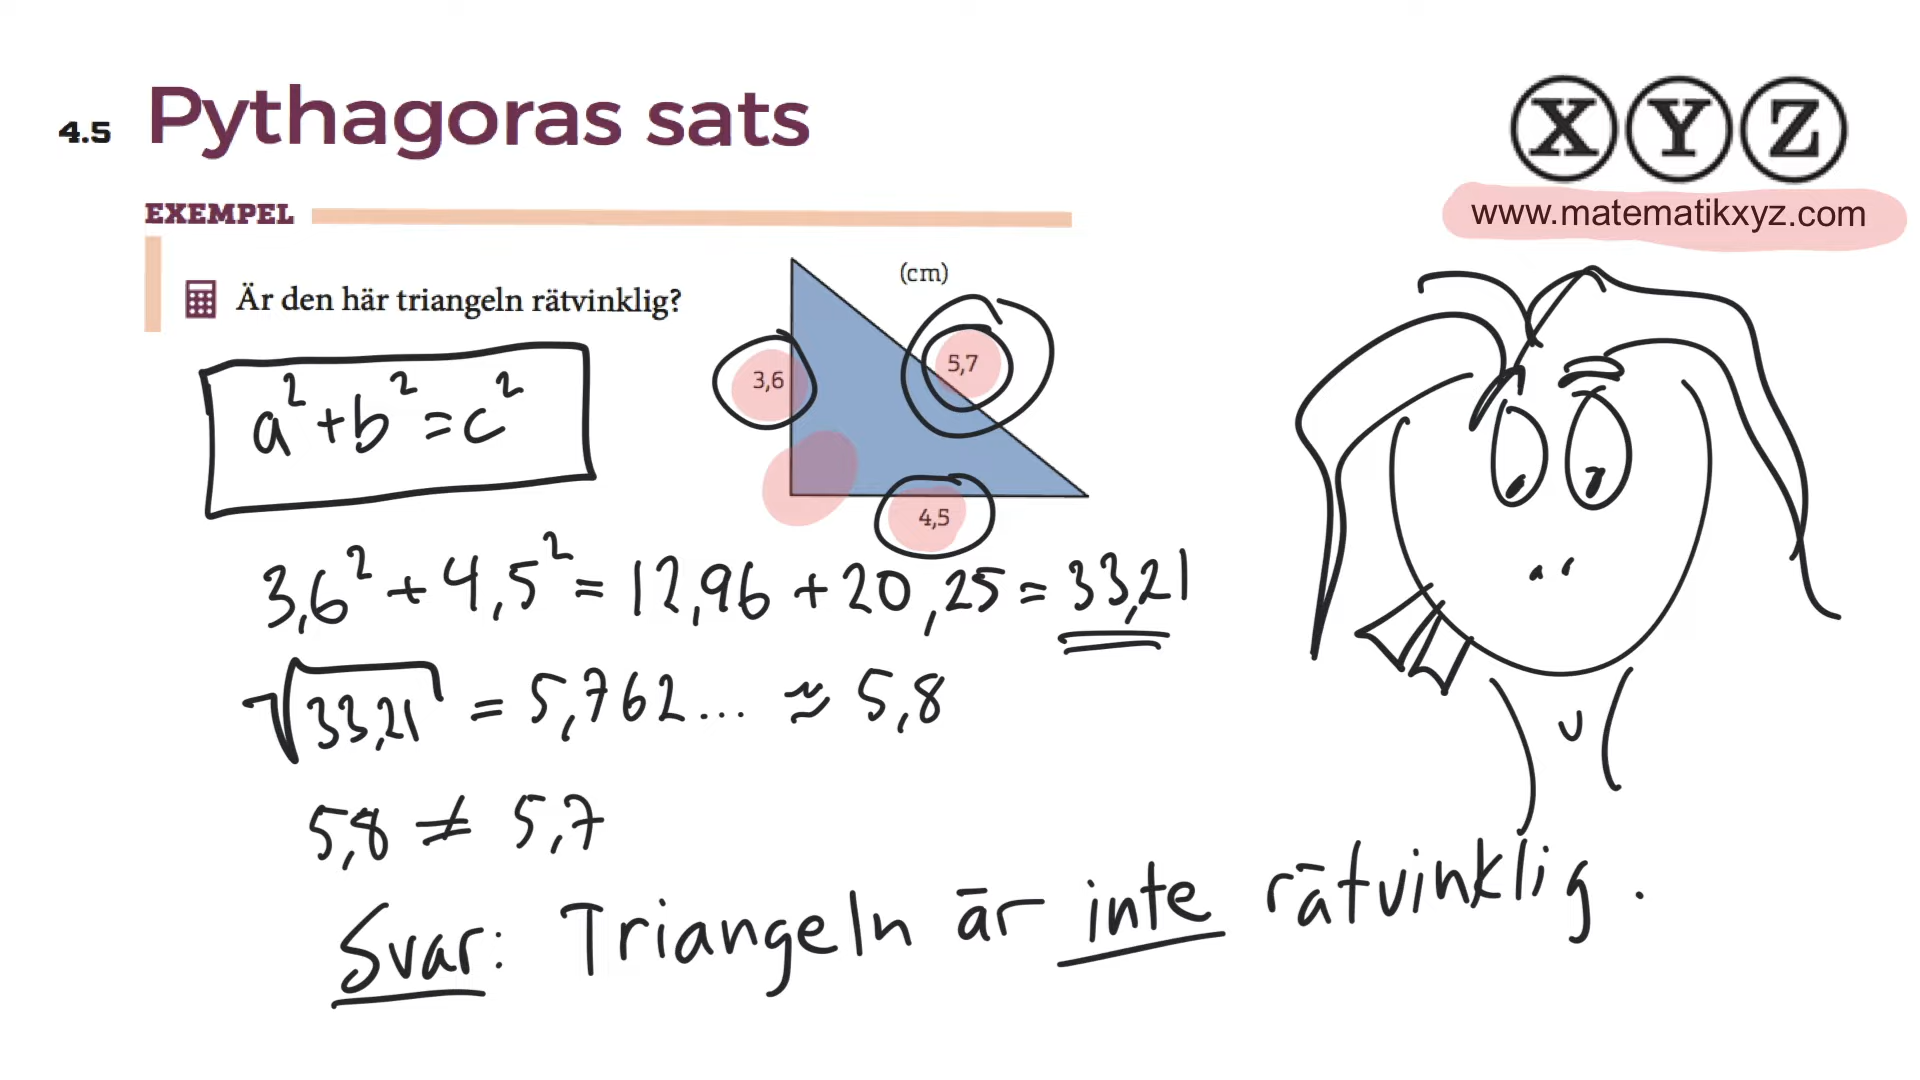 4.5 Pythagoras sats
X Y Z
www.matematikxyz.com
EXEMPEL
Är den här triangeln rätvinklig?
(cm)
3,6
5,7
4,5
a² + b² = c²
3,6² + 4,5² = 12,96 + 20,25 = 33,21
√33,21 = 5,762... ≈ 5,8
5,8 ≠ 5,7
Svar: Triangeln är inte rätvinklig.